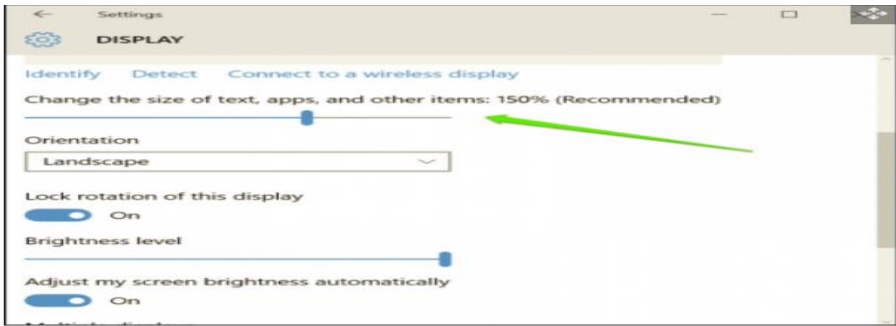 Settings
DISPLAY
Identify Detect Connect to a wireless display
Change the size of text, apps, and other items: 150% (Recommended)
Orientation
Landscape
Lock rotation of this display
On
Brightness level
Adjust my screen brightness automatically
On